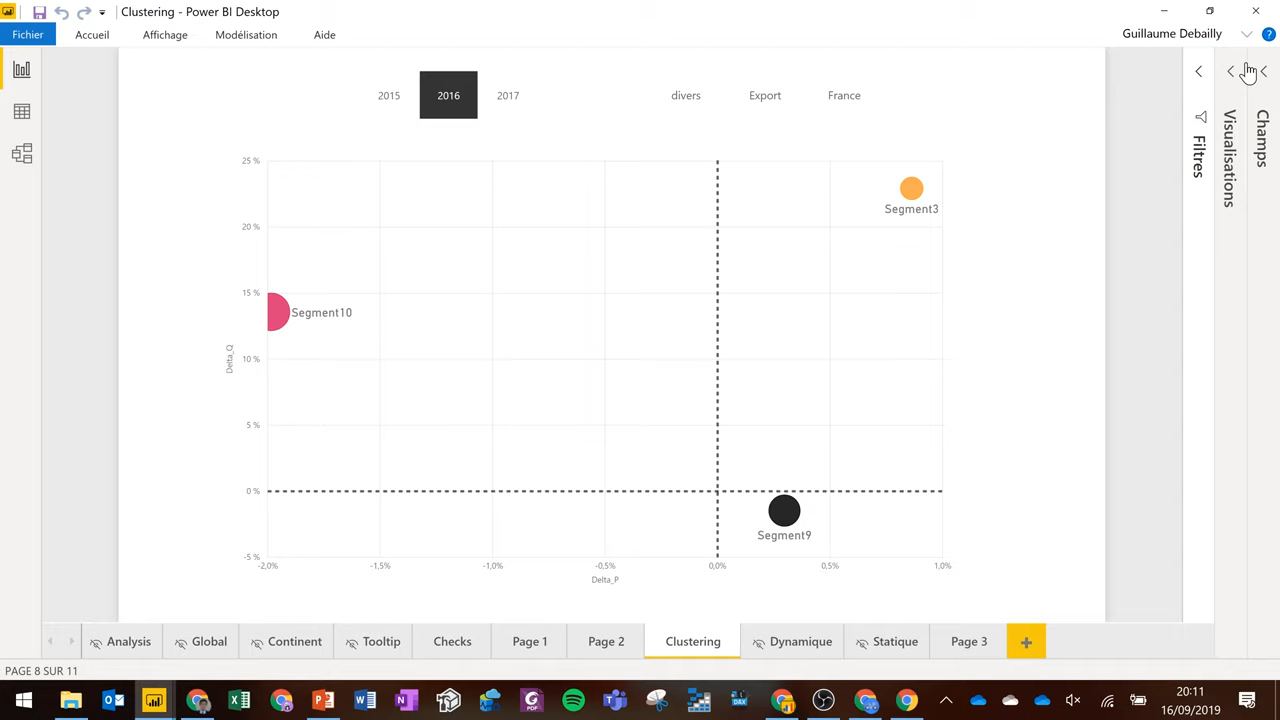 Clustering - Power BI Desktop
Fichier
Accueil
Affichage
Modélisation
Aide
Guillaume Debailly
2015
2016
2017
divers
Export
France
Filtres
Visualisations
Champs
25 %
20 %
15 %
10 %
5 %
0 %
-5 %
Delta_Q
Segment3
Segment10
Segment9
-2,0%
-1,5%
-1,0%
-0,5%
0,0%
0,5%
1,0%
Delta_P
Analysis
Global
Continent
Tooltip
Checks
Page 1
Page 2
Clustering
Dynamique
Statique
Page 3
PAGE 8 SUR 11
20:11
16/09/2019